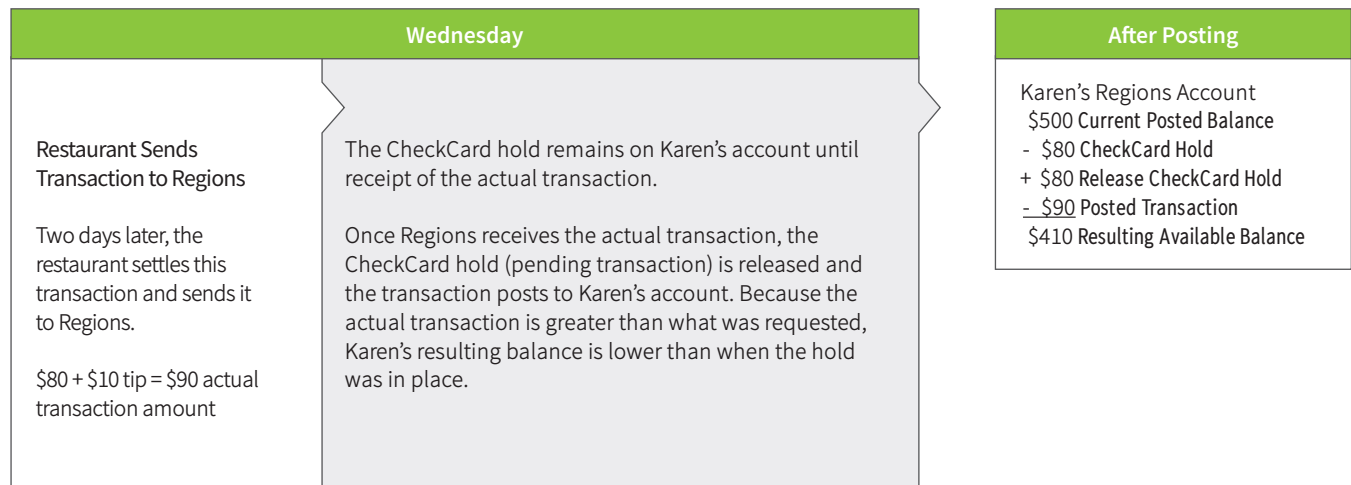 Wednesday
Restaurant Sends
Transaction to Regions
Two days later, the
restaurant settles this
transaction and sends it
to Regions.
$80 + $10 tip = $90 actual
transaction amount
The CheckCard hold remains on Karen’s account until
receipt of the actual transaction.
Once Regions receives the actual transaction, the
CheckCard hold (pending transaction) is released and
the transaction posts to Karen’s account. Because the
actual transaction is greater than what was requested,
Karen’s resulting balance is lower than when the hold
was in place.
After Posting
Karen’s Regions Account
$500 Current Posted Balance
- $80 CheckCard Hold
+ $80 Release CheckCard Hold
- $90 Posted Transaction
$410 Resulting Available Balance